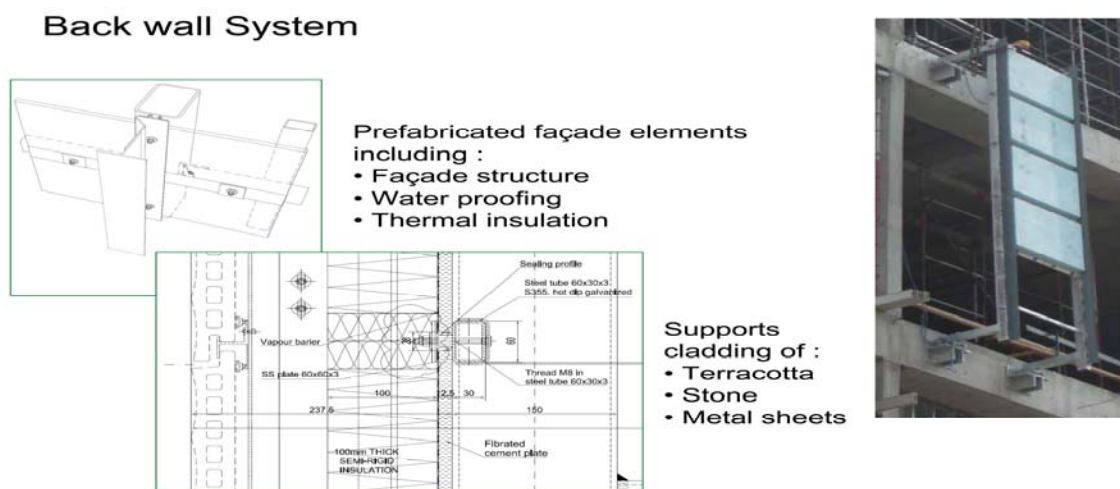 Back wall System
Prefabricated façade elements
including :
• Façade structure
• Water proofing
• Thermal insulation
Sealing profile
Steel tube 60x30x3
S355. hot dip galvanized
Vapour barier
60
SS plate 60x60x3
Thread M8 in
steel tube 60x30x3
100
12,5
30
237.5
150
Fibrated
cement plate
100mm THICK
SEMI-RIGID
INSULATION
Supports
cladding of :
• Terracotta
• Stone
• Metal sheets